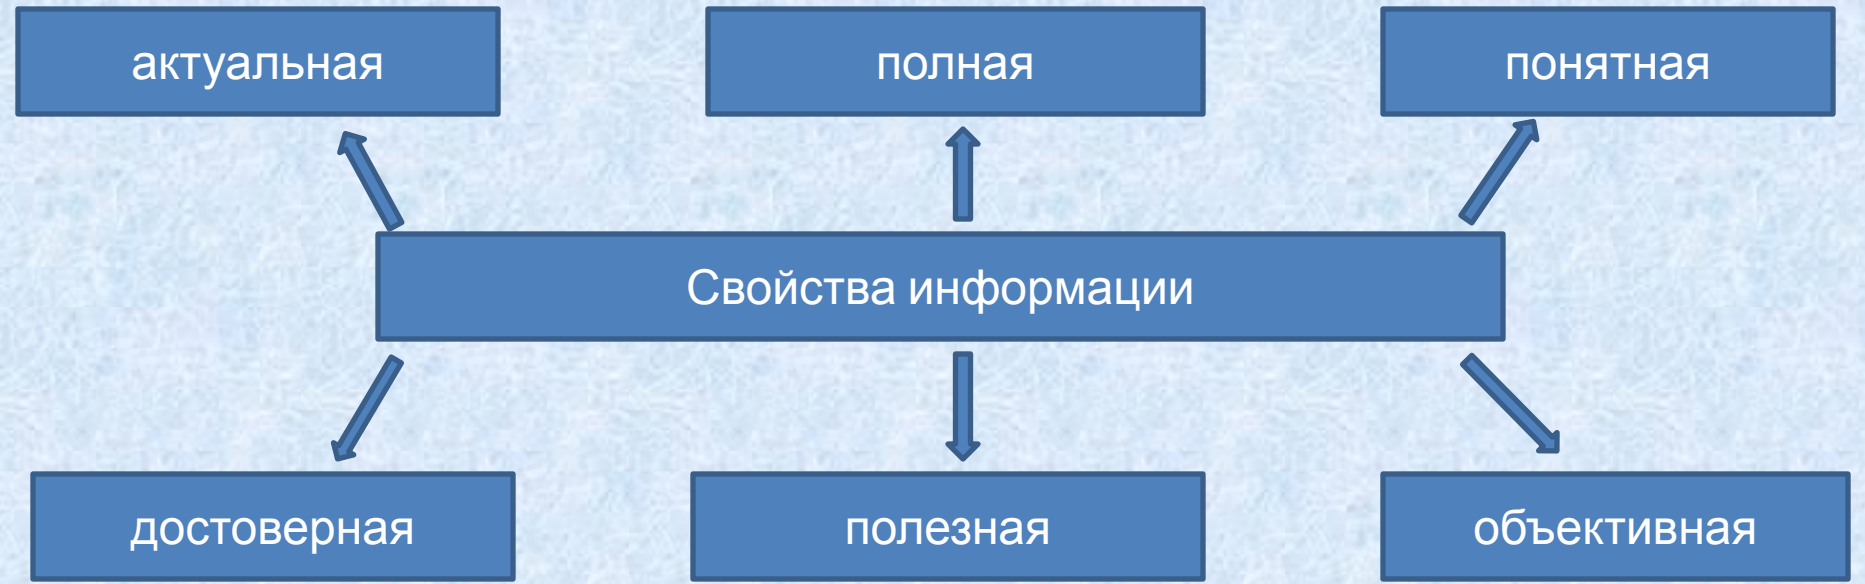 актуальная
полная
понятная
Свойства информации
достоверная
полезная
объективная